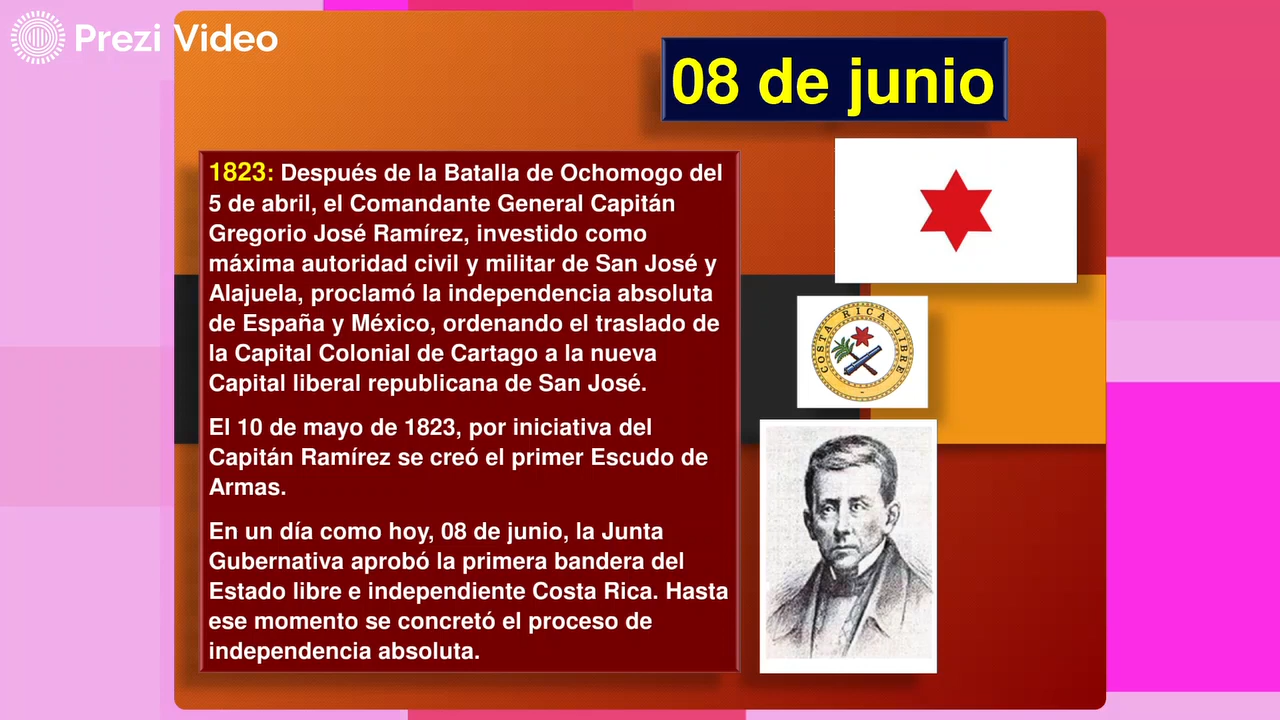 Prezi Video
08 de junio
1823: Después de la Batalla de Ochomogo del
5 de abril, el Comandante General Capitán
Gregorio José Ramírez, investido como
máxima autoridad civil y militar de San José y
Alajuela, proclamó la independencia absoluta
de España y México, ordenando el traslado de
la Capital Colonial de Cartago a la nueva
Capital liberal republicana de San José.
El 10 de mayo de 1823, por iniciativa del
Capitán Ramírez se creó el primer Escudo de
Armas.
En un día como hoy, 08 de junio, la Junta
Gubernativa aprobó la primera bandera del
Estado libre e independiente Costa Rica. Hasta
ese momento se concretó el proceso de
independencia absoluta.
COSTA RICA LIBRE